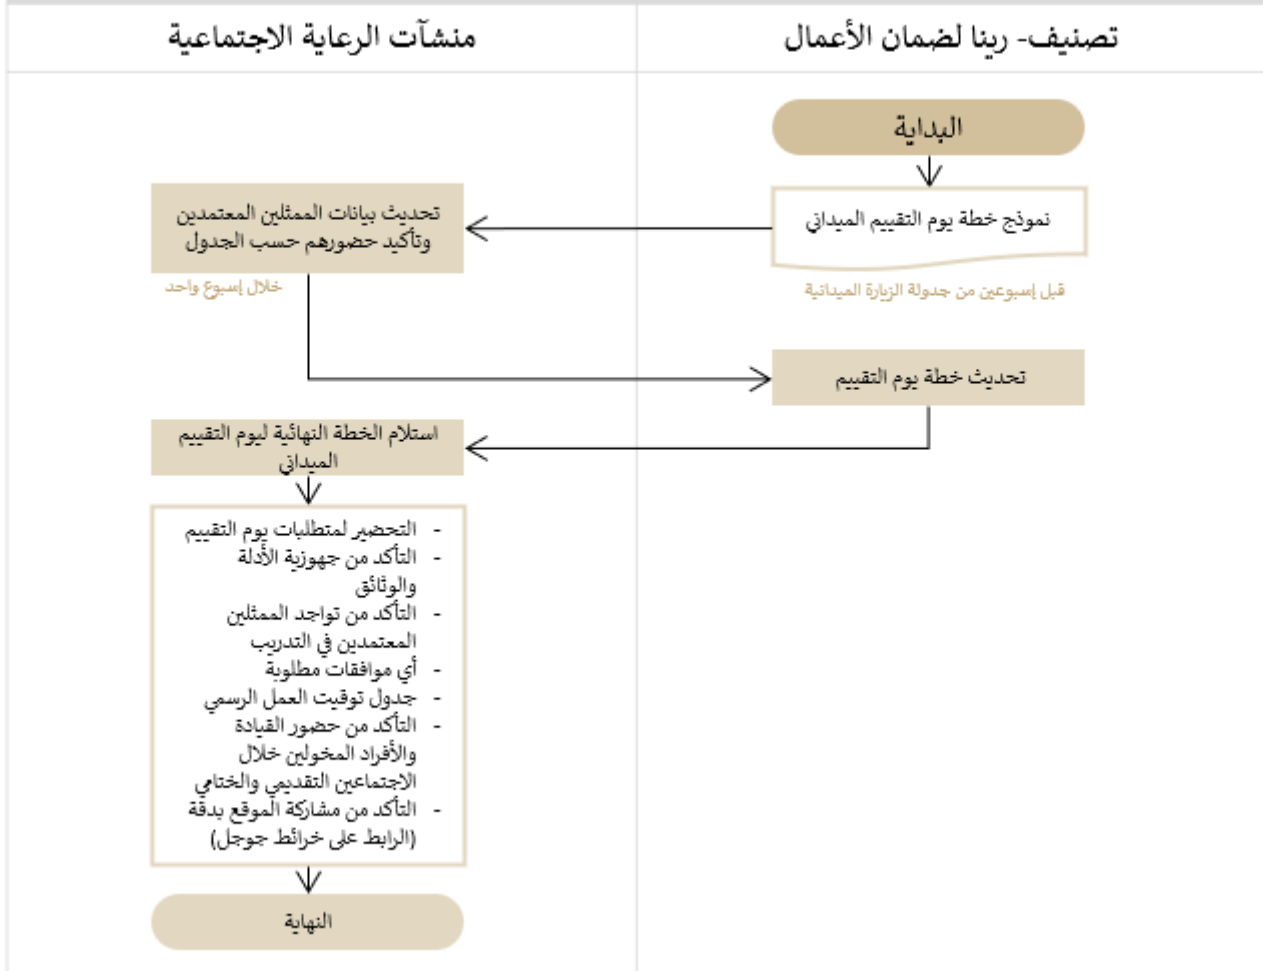 تصنيف- رينا لضمان الأعمال
منشآت الرعاية الاجتماعية
البداية
نموذج خطة يوم التقييم الميداني
قبل إسبوعين من جدولة الزيارة الميدانية
تحديث بيانات الممثلين المعتمدين
وتأكيد حضورهم حسب الجدول
خلال إسبوع واحد
تحديث خطة يوم التقييم
استلام الخطة النهائية ليوم التقييم
الميداني
- التحضير لمتطلبات يوم التقييم
- التأكد من جهوزية الأدلة
والوثائق
- التأكد من تواجد الممثلين
المعتمدين في التدريب
- أي موافقات مطلوبة
- جدول توقيت العمل الرسمي
- التأكد من حضور القيادة
والأفراد المخولين خلال
الاجتماعين التقديمي والختامي
- التأكد من مشاركة الموقع بدقة
(الرابط على خرائط جوجل)
النهاية